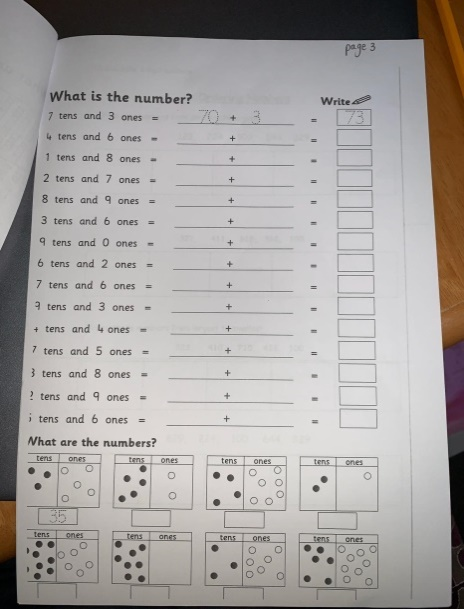 page 3
What is the number? Write
7 tens and 3 ones = 70 + 3 = 73
4 tens and 6 ones = + =
1 tens and 8 ones = + =
2 tens and 7 ones = + =
8 tens and 9 ones = + =
3 tens and 6 ones = + =
9 tens and 0 ones = + =
6 tens and 2 ones = + =
7 tens and 6 ones = + =
tens and 3 ones = + =
tens and 4 ones = + =
tens and 5 ones = + =
tens and 8 ones = + =
tens and 9 ones = + =
tens and 6 ones = + =
What are the numbers?
tens ones tens ones tens ones tens ones
35
tens ones tens ones tens ones tens ones